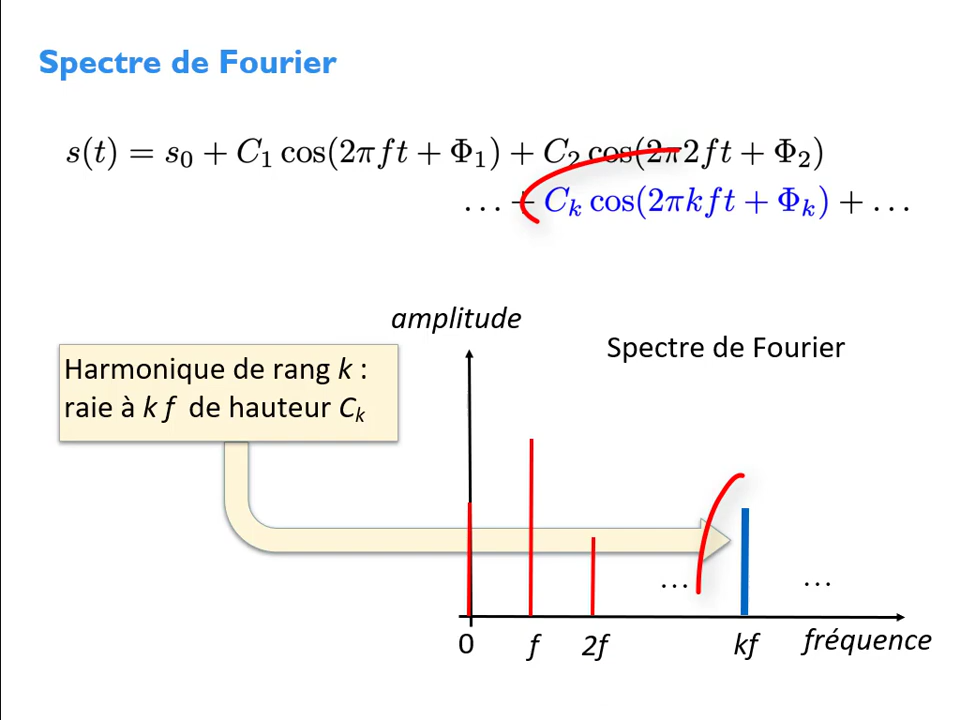 Spectre de Fourier
s(t) = s₀ + C₁ cos(2πft + Φ₁) + C₂ cos(2π2ft + Φ₂)
... + Cₖ cos(2πkft + Φₖ) + ...
amplitude
Spectre de Fourier
Harmonique de rang k :
raie à k f de hauteur Cₖ
... ...
0 f 2f kf fréquence